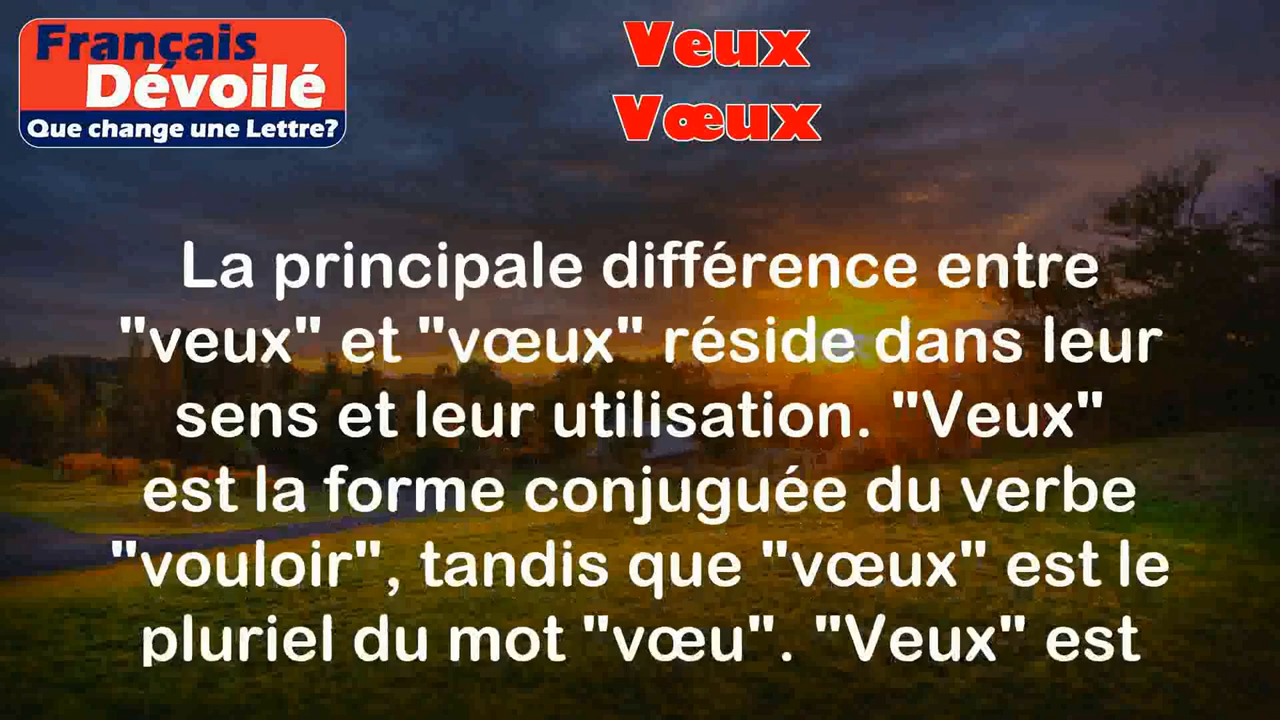 Français
Dévoilé
Que change une Lettre?
Veux
Vœux
La principale différence entre
"veux" et "vœux" réside dans leur
sens et leur utilisation. "Veux"
est la forme conjuguée du verbe
"vouloir", tandis que "vœux" est le
pluriel du mot "vœu". "Veux" est